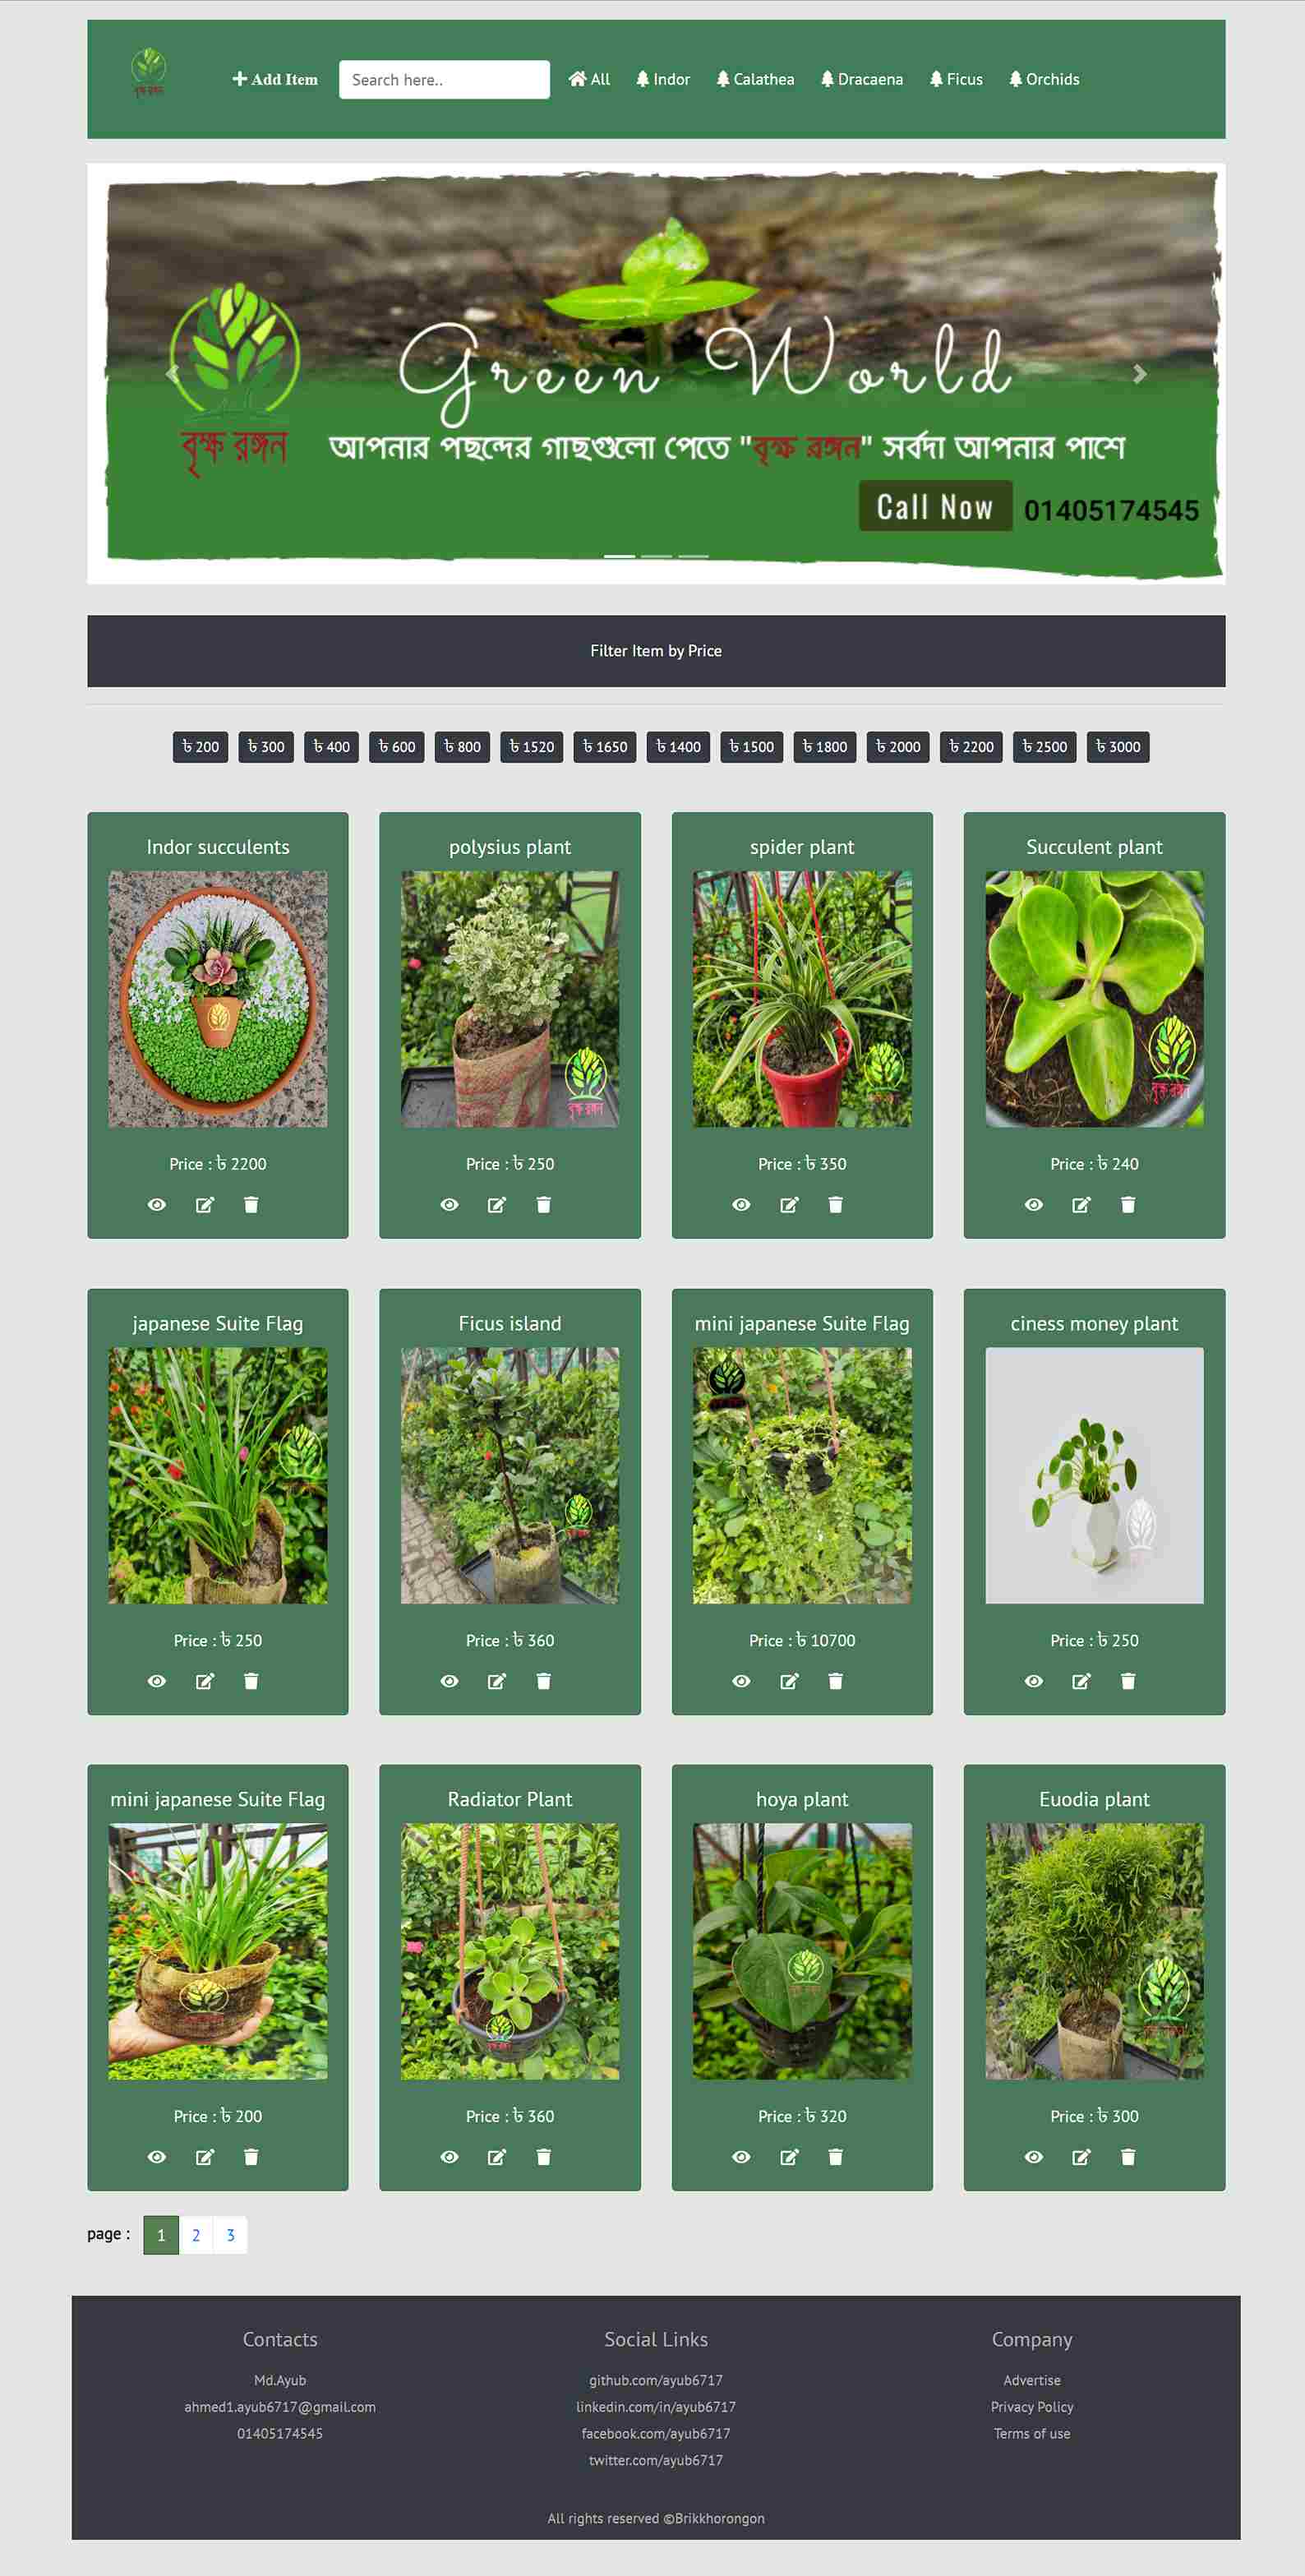 বৃক্ষ রঙ্গন
Add Item
Search here..
All
Indor
Calathea
Dracaena
Ficus
Orchids
Green World
বৃক্ষ রঙ্গন
আপনার পছন্দের গাছগুলো পেতে "বৃক্ষ রঙ্গন" সর্বদা আপনার পাশে
Call Now 01405174545
Filter Item by Price
৳ 200 ৳ 300 ৳ 400 ৳ 600 ৳ 800 ৳ 1520 ৳ 1650 ৳ 1400 ৳ 1500 ৳ 1800 ৳ 2000 ৳ 2200 ৳ 2500 ৳ 3000
Indor succulents
Price : ৳ 2200
polysius plant
বৃক্ষ রঙ্গন
Price : ৳ 250
spider plant
Price : ৳ 350
Succulent plant
বৃক্ষ রঙ্গন
Price : ৳ 240
japanese Suite Flag
Price : ৳ 250
Ficus island
Price : ৳ 360
mini japanese Suite Flag
Price : ৳ 10700
ciness money plant
Price : ৳ 250
mini japanese Suite Flag
Price : ৳ 200
Radiator Plant
Price : ৳ 360
hoya plant
বৃক্ষ রঙ্গন
Price : ৳ 320
Euodia plant
Price : ৳ 300
page :
1 2 3
Contacts
Md.Ayub
ahmed1.ayub6717@gmail.com
01405174545
Social Links
github.com/ayub6717
linkedin.com/in/ayub6717
facebook.com/ayub6717
twitter.com/ayub6717
Company
Advertise
Privacy Policy
Terms of use
All rights reserved ©Brikkhorongon